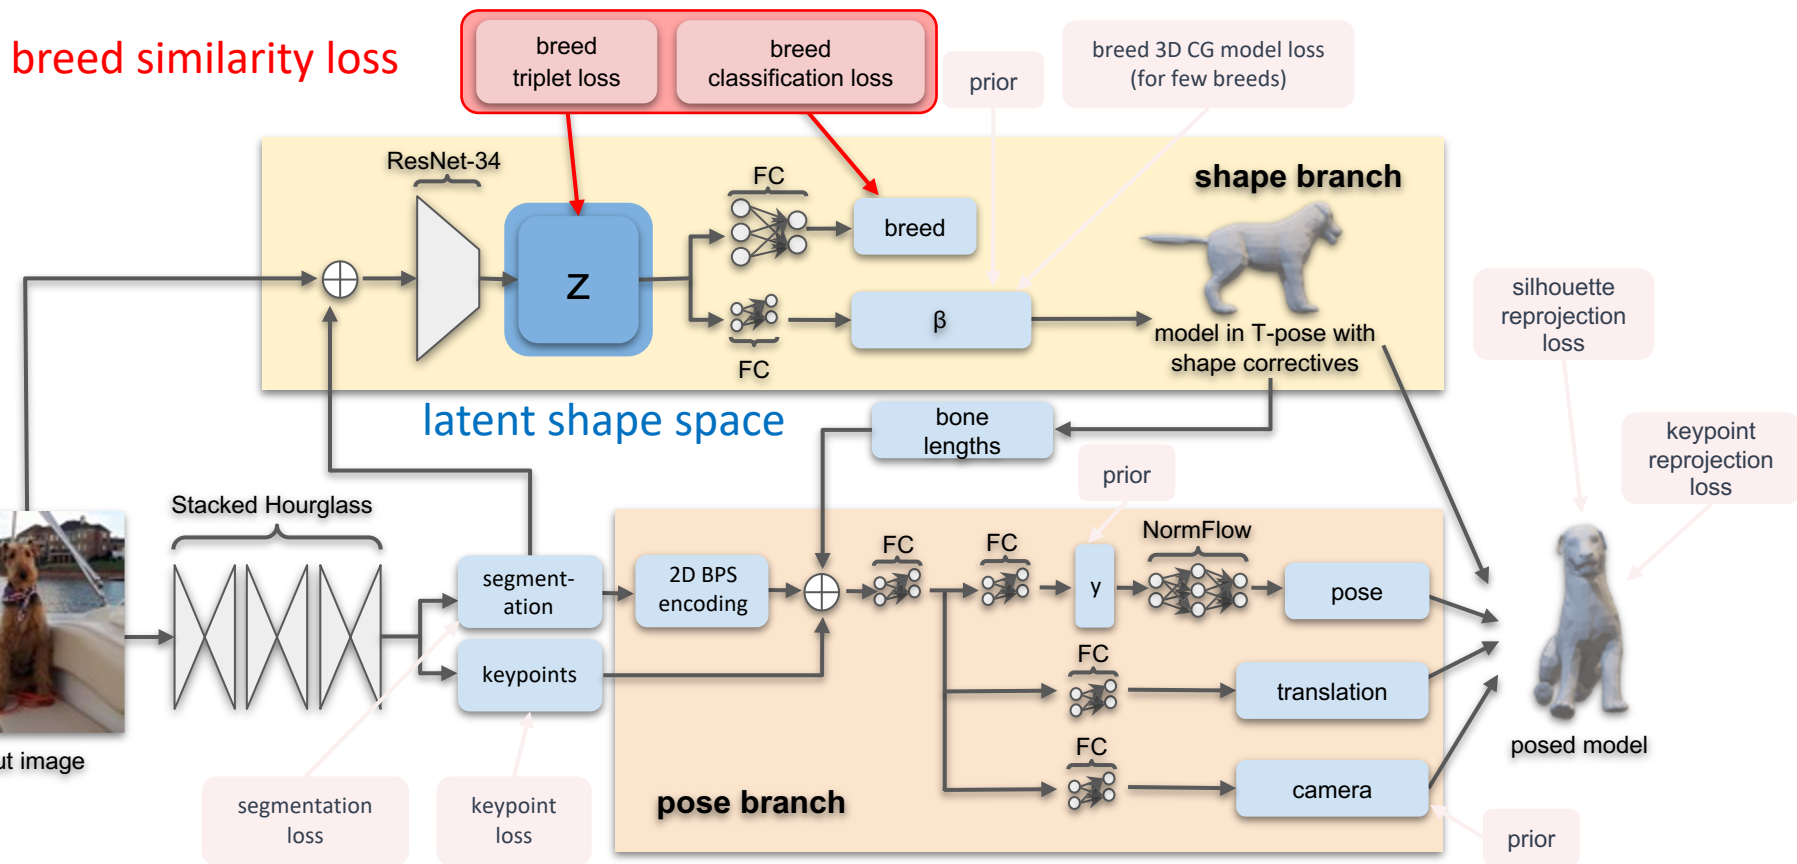 breed similarity loss
breed
triplet loss
breed
classification loss
prior
breed 3D CG model loss
(for few breeds)
ResNet-34
FC
shape branch
breed
z
β
FC
model in T-pose with
shape correctives
silhouette
reprojection
loss
latent shape space
bone
lengths
keypoint
reprojection
loss
prior
Stacked Hourglass
segment-
ation
2D BPS
encoding
FC
FC
y
NormFlow
pose
keypoints
FC
translation
FC
camera
posed model
ut image
segmentation
loss
keypoint
loss
pose branch
prior